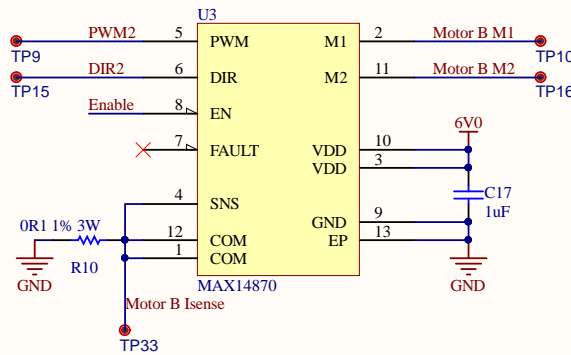 U3
PWM2 5 PWM M1 2 Motor B M1
TP9 TP10
DIR2 6 DIR M2 11 Motor B M2
TP15 TP16
Enable 8 EN
7 FAULT
VDD 10 6V0
VDD 3
4 SNS
C17
1uF
0R1 1% 3W
R10
12 COM
1 COM
GND 9
EP 13
GND
GND
Motor B Isense
MAX14870
TP33